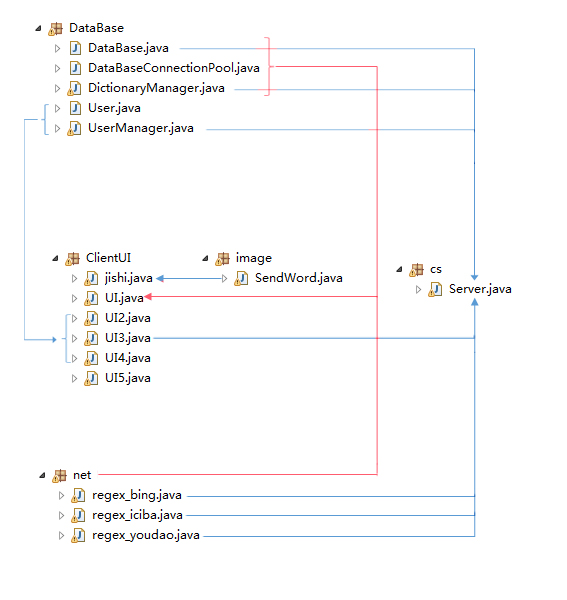 DataBase
DataBase.java
DataBaseConnectionPool.java
DictionaryManager.java
User.java
UserManager.java
ClientUI
jishi.java
UI.java
UI2.java
UI3.java
UI4.java
UI5.java
image
SendWord.java
cs
Server.java
net
regex_bing.java
regex_iciba.java
regex_youdao.java